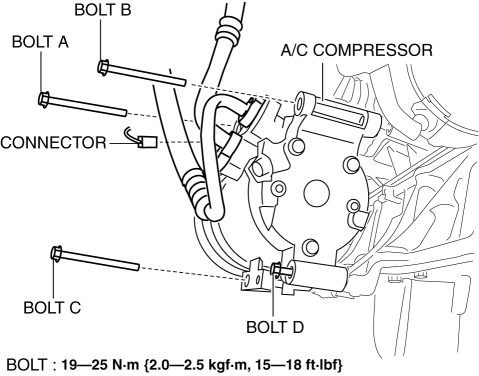 BOLT B
BOLT A
A/C COMPRESSOR
CONNECTOR
BOLT C
BOLT D
BOLT : 19—25 N·m {2.0—2.5 kgf·m, 15—18 ft·lbf}